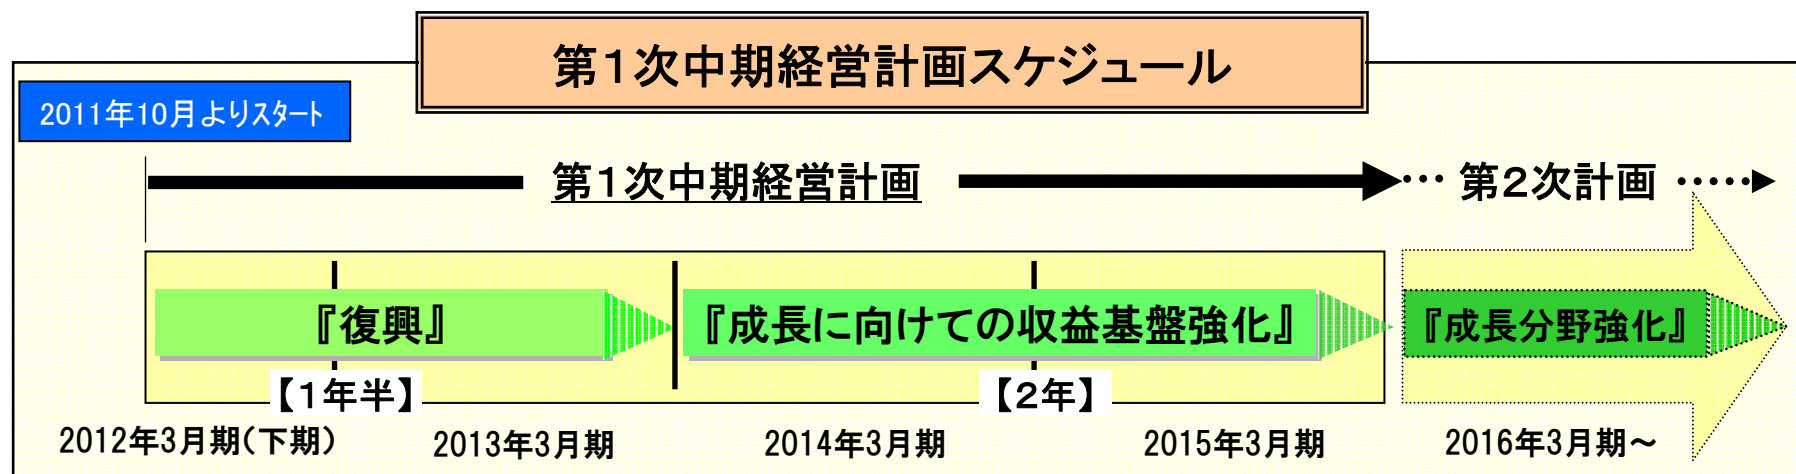 第1次中期経営計画スケジュール
2011年10月よりスタート
第1次中期経営計画
・・・ 第2次計画 ・・・・・
『復興』
『成長に向けての収益基盤強化』
『成長分野強化』
【1年半】
【2年】
2012年3月期(下期)
2013年3月期
2014年3月期
2015年3月期
2016年3月期～